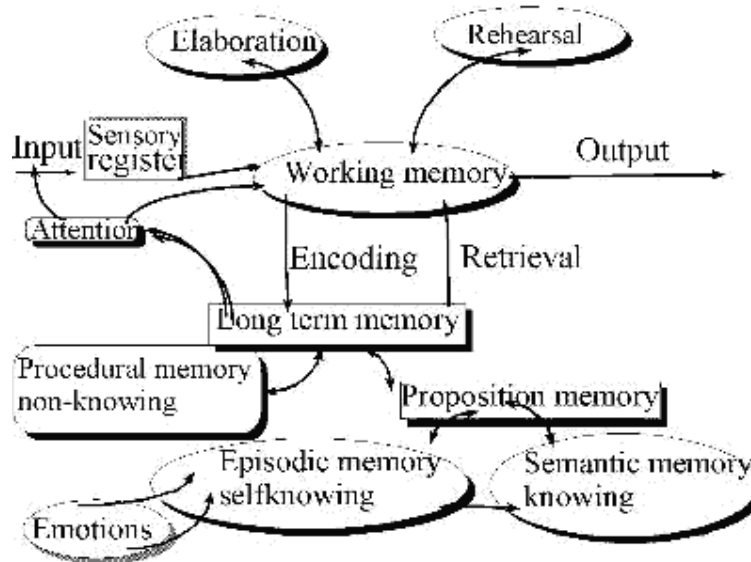 Elaboration
Rehearsal
Input
Sensory
register
Working memory
Output
Attention
Encoding
Retrieval
Long term memory
Procedural memory
non-knowing
Proposition memory
Episodic memory
selfknowing
Semantic memory
knowing
Emotions